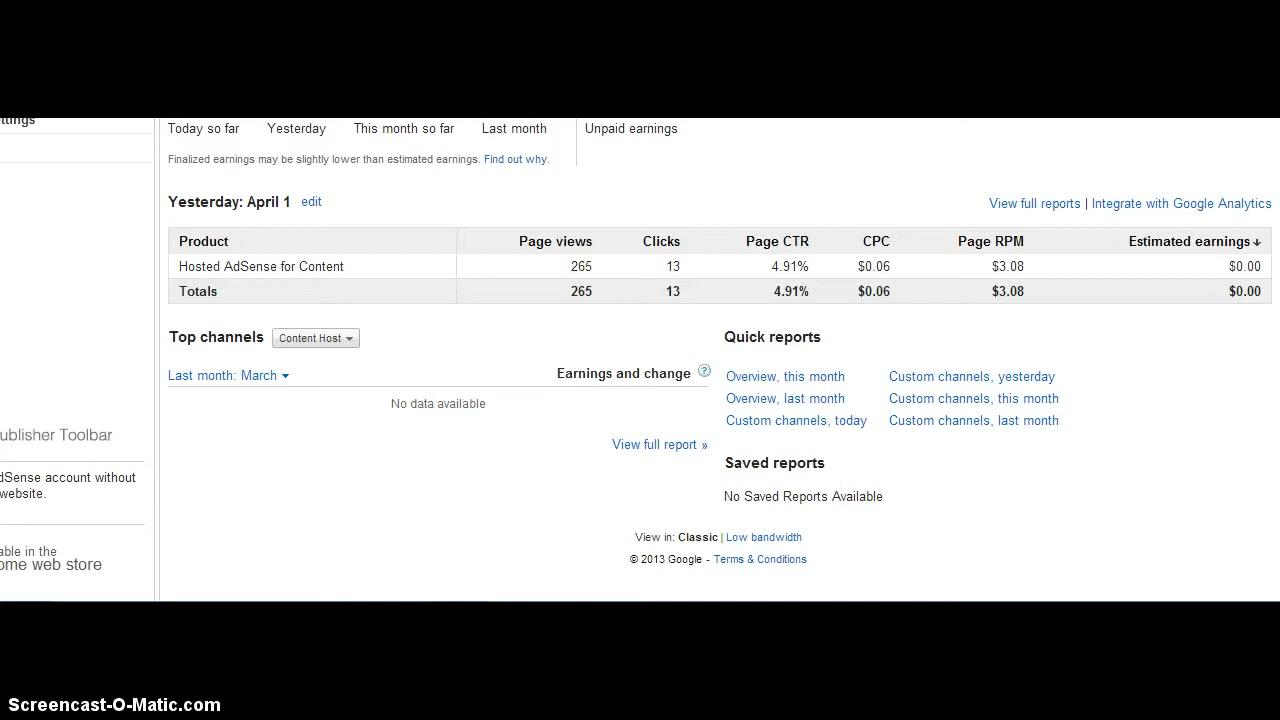 ttings
Today so far Yesterday This month so far Last month Unpaid earnings
Finalized earnings may be slightly lower than estimated earnings. Find out why.
Yesterday: April 1 edit
View full reports | Integrate with Google Analytics
Product Page views Clicks Page CTR CPC Page RPM Estimated earnings↓
Hosted AdSense for Content 265 13 4.91% $0.06 $3.08 $0.00
Totals 265 13 4.91% $0.06 $3.08 $0.00
Top channels Content Host
Last month: March
Earnings and change ?
No data available
View full report »
Quick reports
Overview, this month Custom channels, yesterday
Overview, last month Custom channels, this month
Custom channels, today Custom channels, last month
Saved reports
No Saved Reports Available
ublisher Toolbar
dSense account without
website.
able in the
ome web store
View in: Classic | Low bandwidth
© 2013 Google - Terms & Conditions
Screencast-O-Matic.com